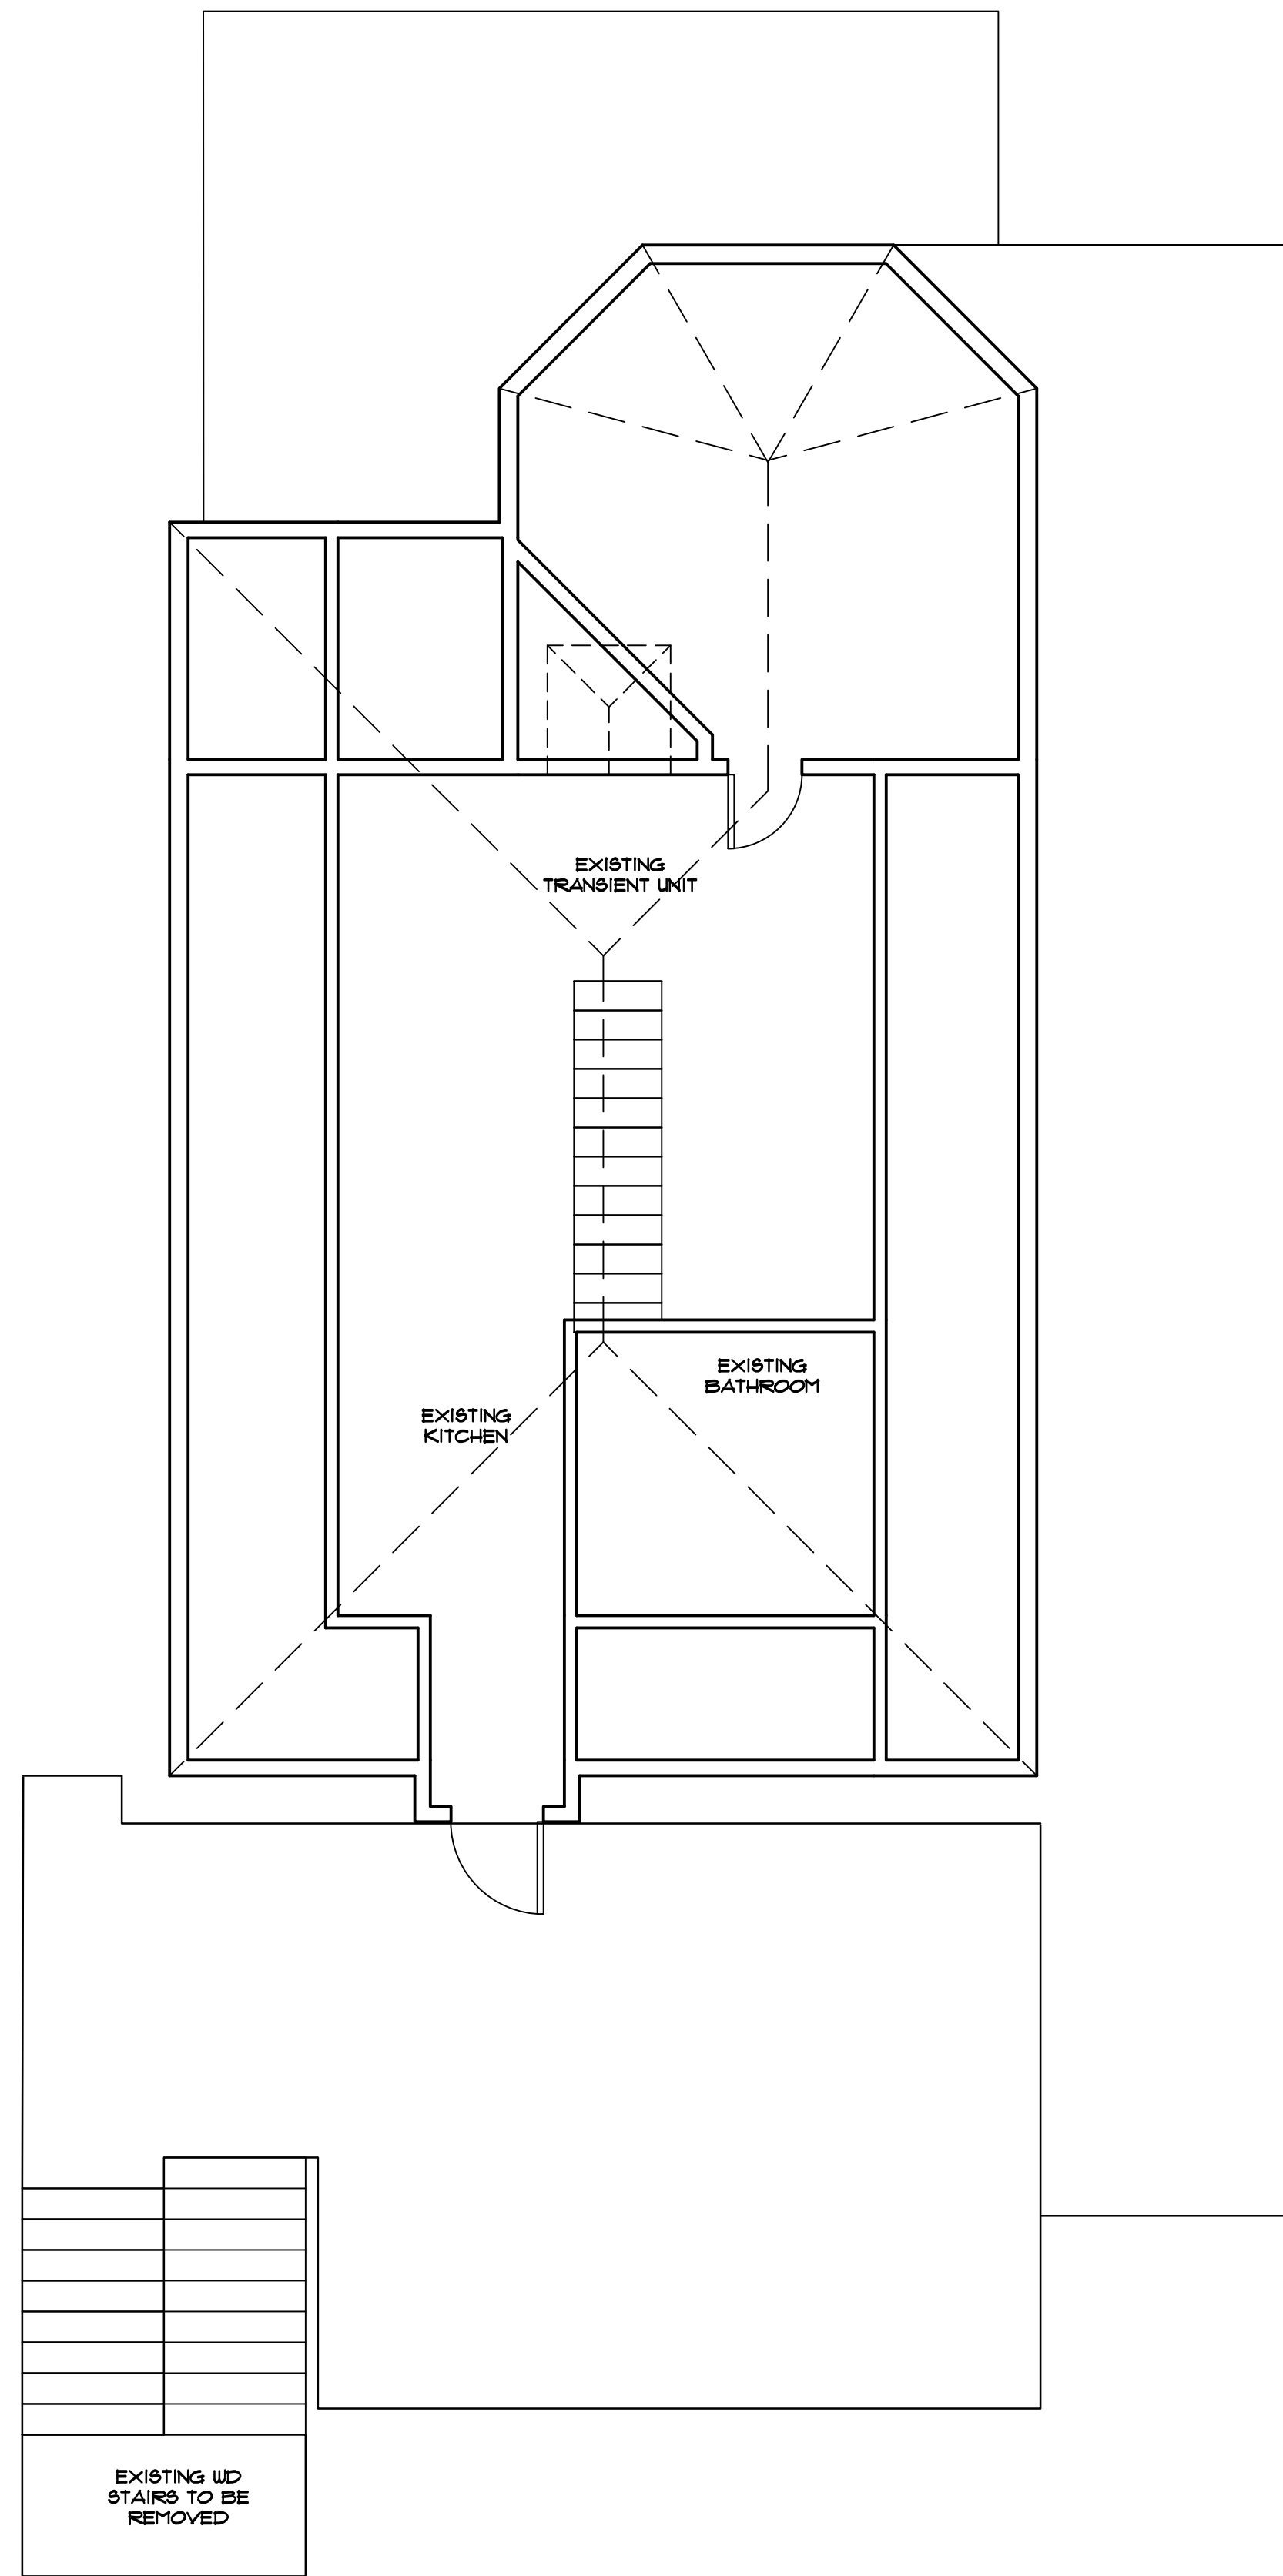 EXISTING
TRANSIENT UNIT
EXISTING
BATHROOM
EXISTING
KITCHEN
EXISTING WD
STAIRS TO BE
REMOVED